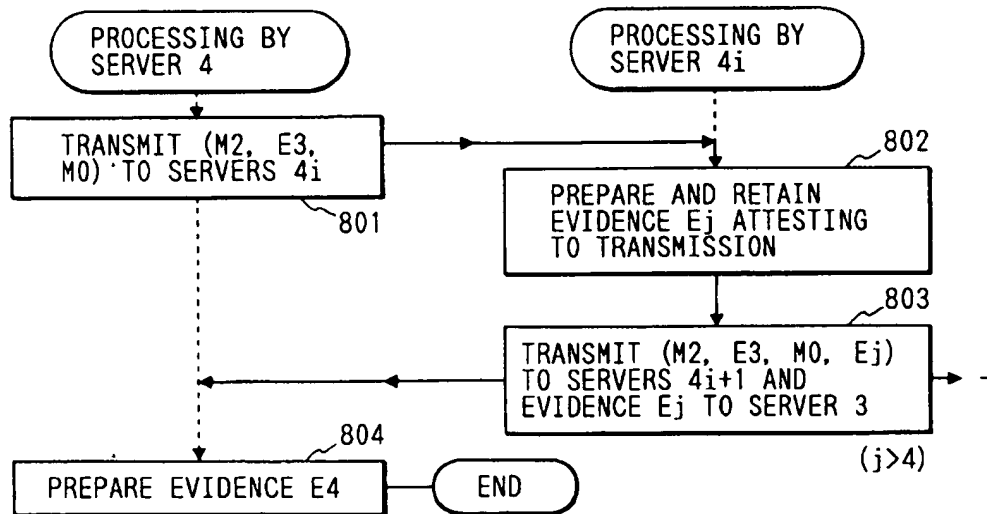 PROCESSING BY
SERVER 4
PROCESSING BY
SERVER 4i
TRANSMIT (M2, E3,
M0) TO SERVERS 4i
801
802
PREPARE AND RETAIN
EVIDENCE Ej ATTESTING
TO TRANSMISSION
803
TRANSMIT (M2, E3, M0, Ej)
TO SERVERS 4i+1 AND
EVIDENCE Ej TO SERVER 3
(j>4)
804
PREPARE EVIDENCE E4
END